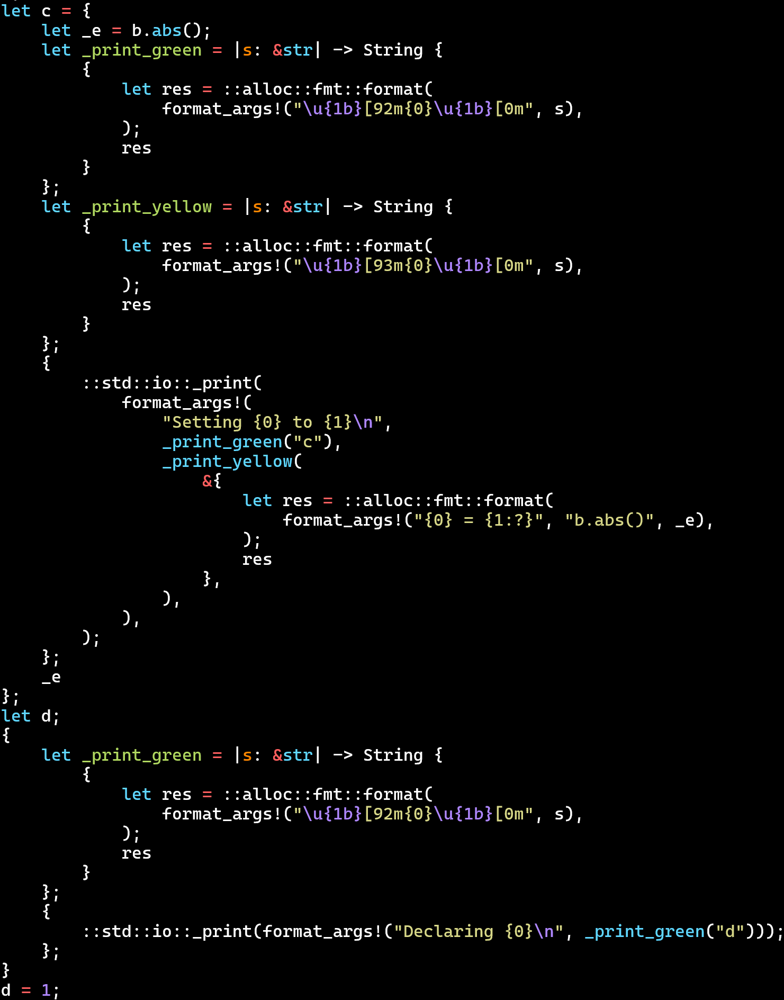 let c = {
    let _e = b.abs();
    let _print_green = |s: &str| -> String {
        {
            let res = ::alloc::fmt::format(
                format_args!("\u{1b}[92m{0}\u{1b}[0m", s),
            );
            res
        }
    };
    let _print_yellow = |s: &str| -> String {
        {
            let res = ::alloc::fmt::format(
                format_args!("\u{1b}[93m{0}\u{1b}[0m", s),
            );
            res
        }
    };
    {
        ::std::io::_print(
            format_args!(
                "Setting {0} to {1}\n",
                _print_green("c"),
                _print_yellow(
                    &{
                        let res = ::alloc::fmt::format(
                            format_args!("{0} = {1:?}", "b.abs()", _e),
                        );
                        res
                    },
                ),
            ),
        );
    };
    _e
};
let d;
{
    let _print_green = |s: &str| -> String {
        {
            let res = ::alloc::fmt::format(
                format_args!("\u{1b}[92m{0}\u{1b}[0m", s),
            );
            res
        }
    };
    {
        ::std::io::_print(format_args!("Declaring {0}\n", _print_green("d")));
    };
}
d = 1;